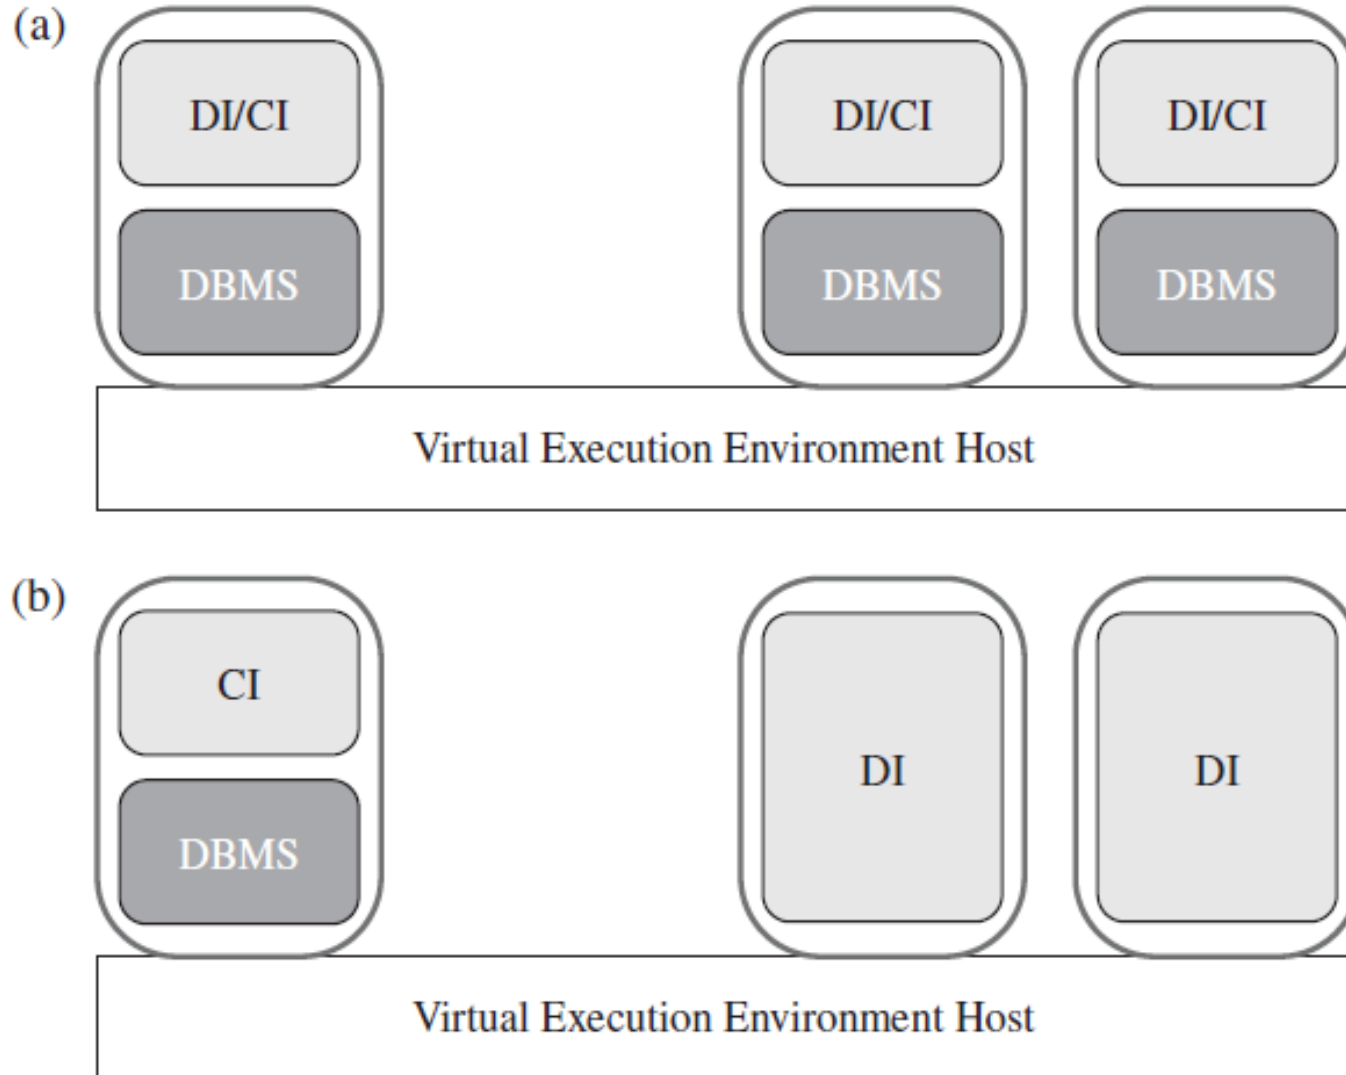 (a)
DI/CI DI/CI DI/CI
DBMS DBMS DBMS
Virtual Execution Environment Host
(b)
CI
DI DI
DBMS
Virtual Execution Environment Host